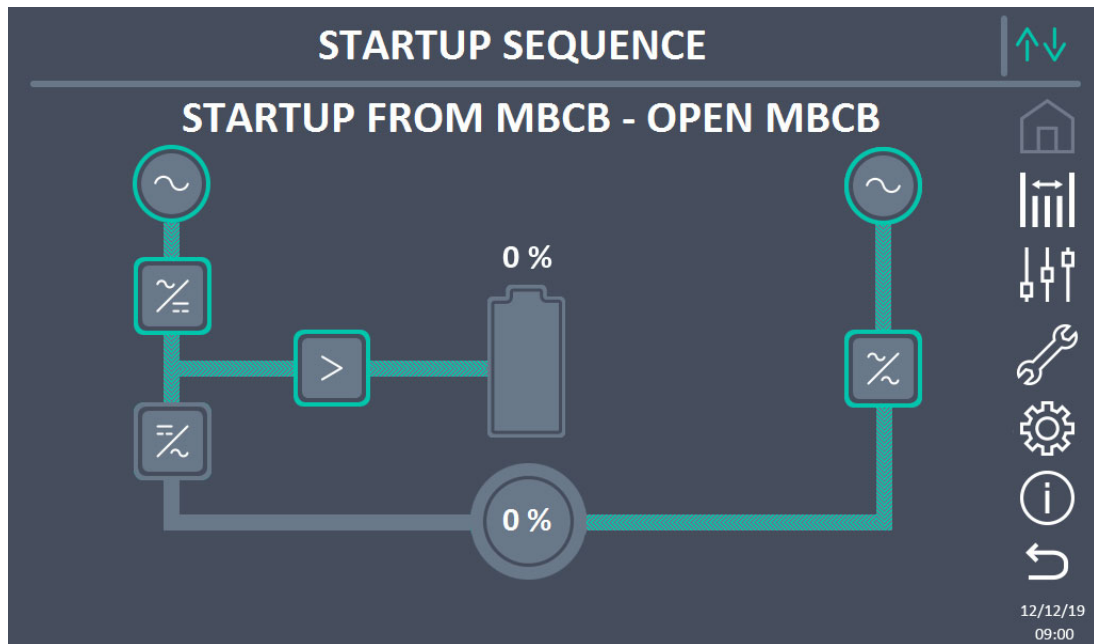 STARTUP SEQUENCE
STARTUP FROM MBCB - OPEN MBCB
0 %
0 %
12/12/19
09:00